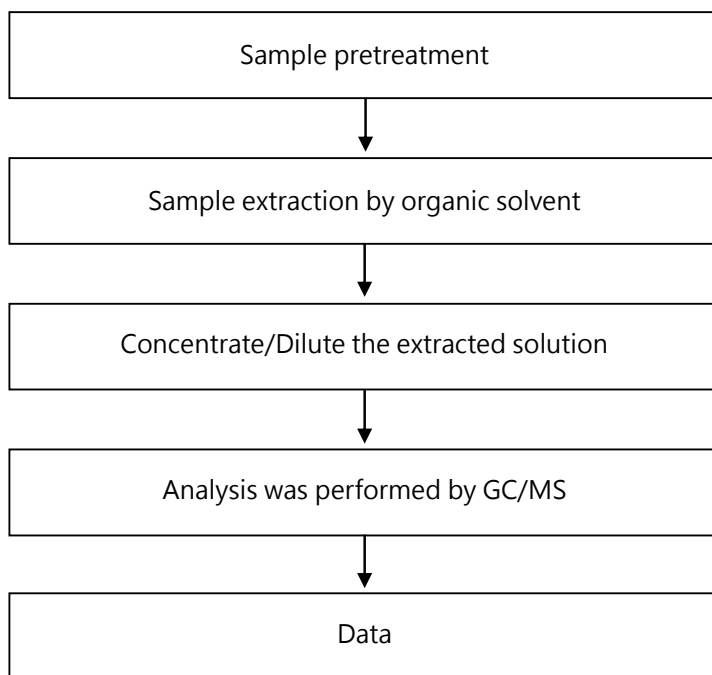 Sample pretreatment
Sample extraction by organic solvent
Concentrate/Dilute the extracted solution
Analysis was performed by GC/MS
Data